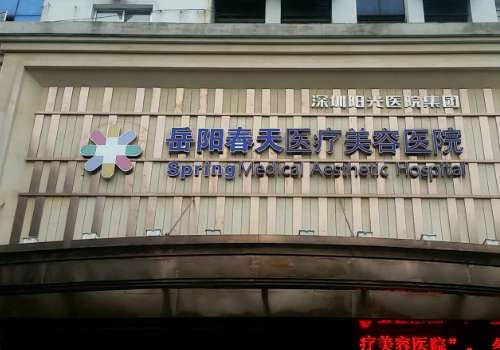 深圳阳光医院集团
岳阳春天医疗美容医院
Spring Medical Aesthetic Hospital
疗美容医院”，